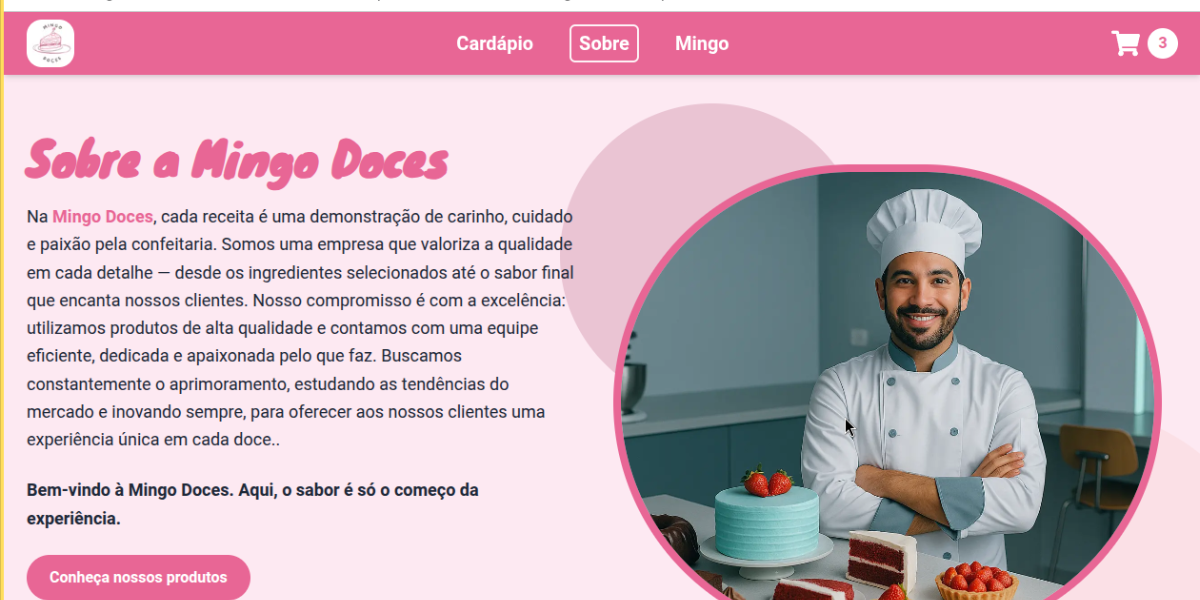 MINGO
DOCES
Cardápio
Sobre
Mingo
3
Sobre a Mingo Doces
Na Mingo Doces, cada receita é uma demonstração de carinho, cuidado
e paixão pela confeitaria. Somos uma empresa que valoriza a qualidade
em cada detalhe — desde os ingredientes selecionados até o sabor final
que encanta nossos clientes. Nosso compromisso é com a excelência:
utilizamos produtos de alta qualidade e contamos com uma equipe
eficiente, dedicada e apaixonada pelo que faz. Buscamos
constantemente o aprimoramento, estudando as tendências do
mercado e inovando sempre, para oferecer aos nossos clientes uma
experiência única em cada doce..
Bem-vindo à Mingo Doces. Aqui, o sabor é só o começo da
experiência.
Conheça nossos produtos